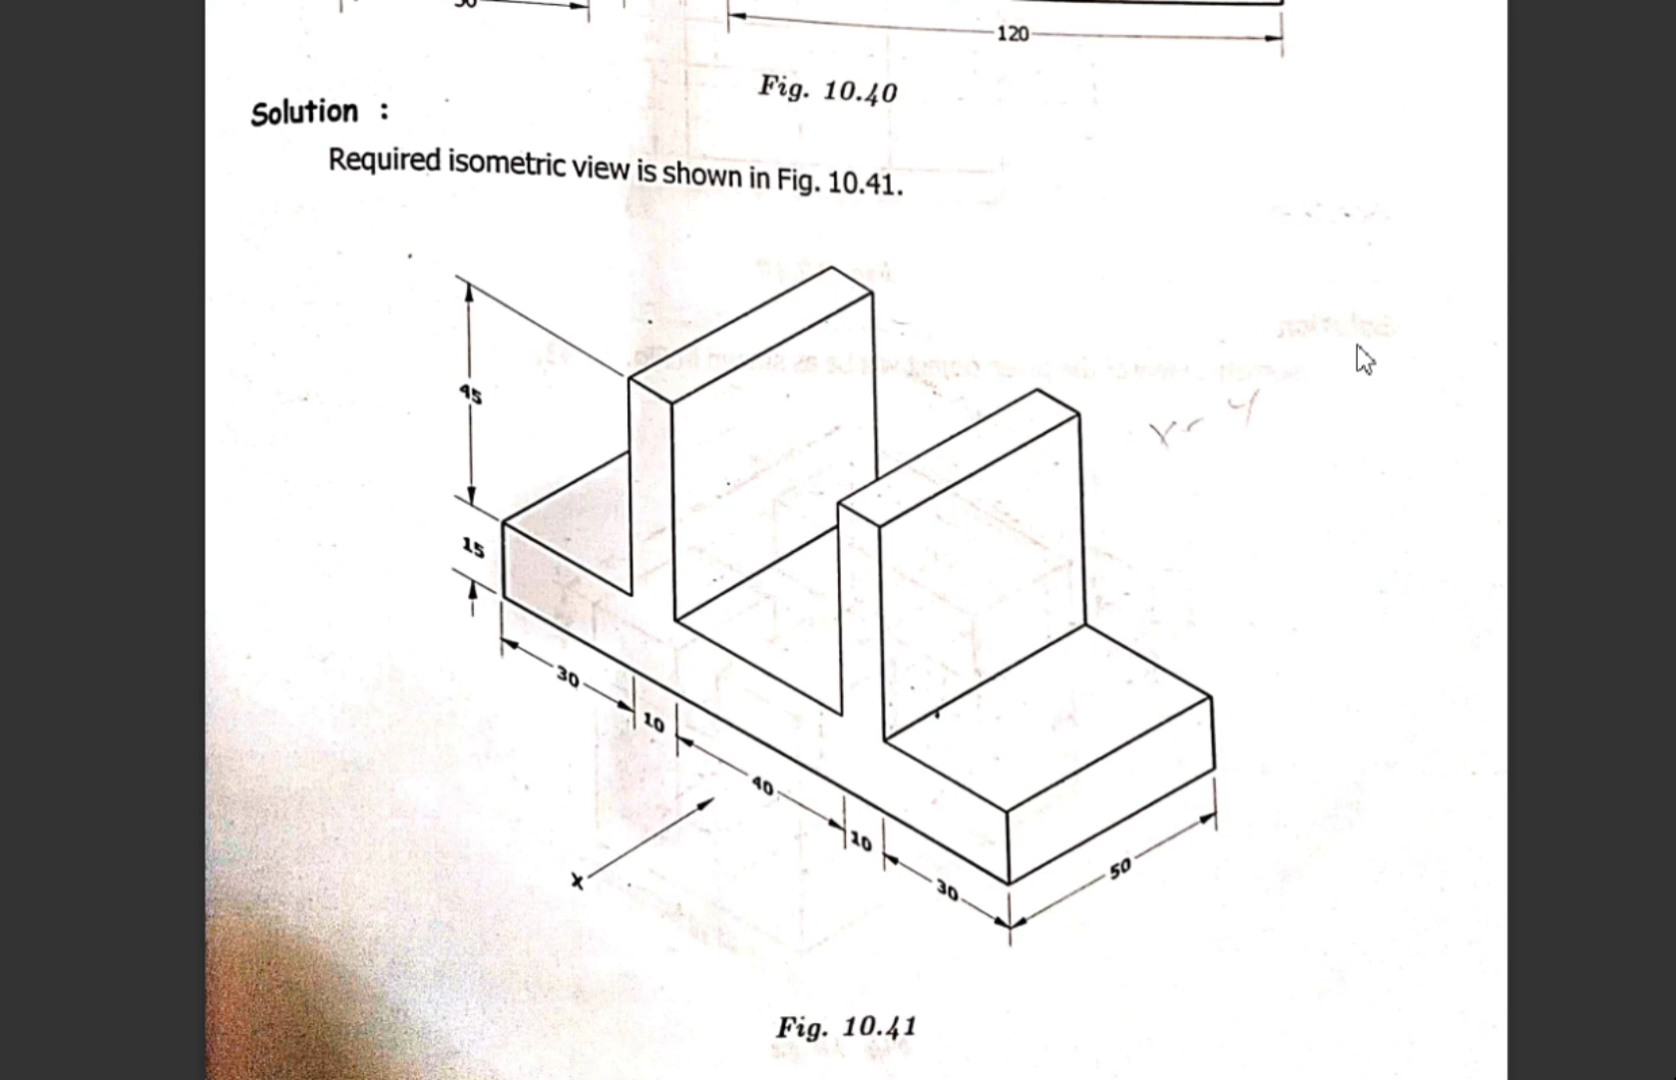 120
Fig. 10.40
Solution :
Required isometric view is shown in Fig. 10.41.
45
15
30
10
40
10
30
50
X
Fig. 10.41